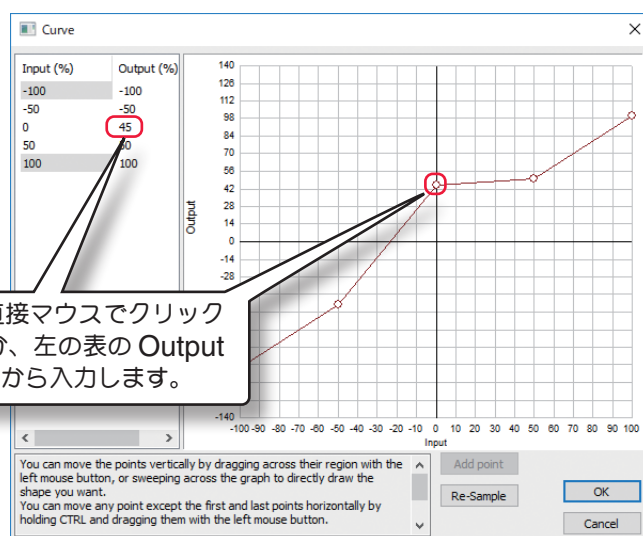 Curve
Input (%) Output (%)
-100 -100
-50 -50
0 45
50
100 100
140
126
112
98
84
70
56
42
28
14
0
-14
-28
-140
Output
-100 -90 -80 -70 -60 -50 -40 -30 -20 -10 0 10 20 30 40 50 60 70 80 90 100
Input
接マウスでクリック
、左の表の Output
から入力します。
You can move the points vertically by dragging across their region with the
left mouse button, or sweeping across the graph to directly draw the
shape you want.
You can move any point except the first and last points horizontally by
holding CTRL and dragging them with the left mouse button.
Add point
Re-Sample
OK
Cancel